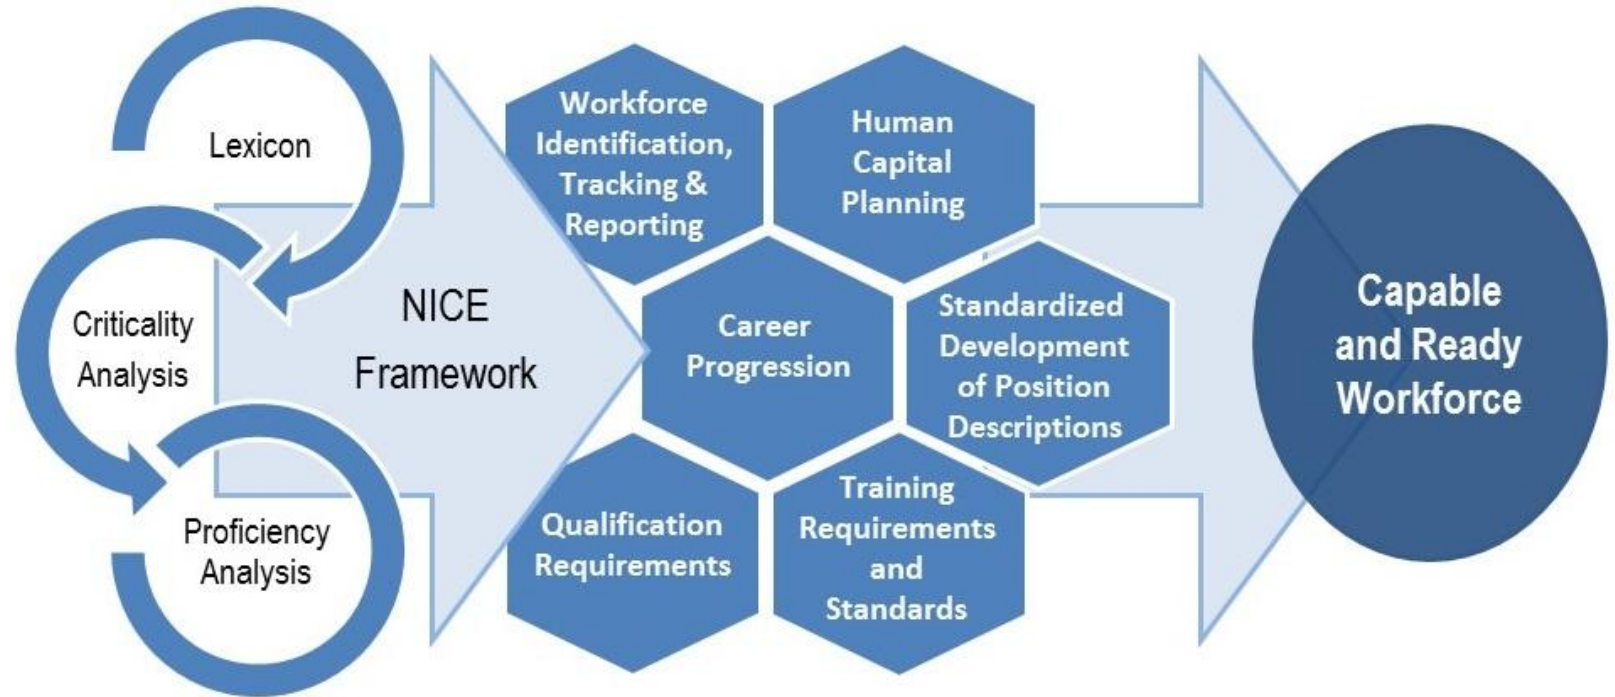 Lexicon
Criticality
Analysis
Proficiency
Analysis
NICE
Framework
Workforce
Identification,
Tracking &
Reporting
Human
Capital
Planning
Career
Progression
Standardized
Development
of Position
Descriptions
Qualification
Requirements
Training
Requirements
and
Standards
Capable
and Ready
Workforce